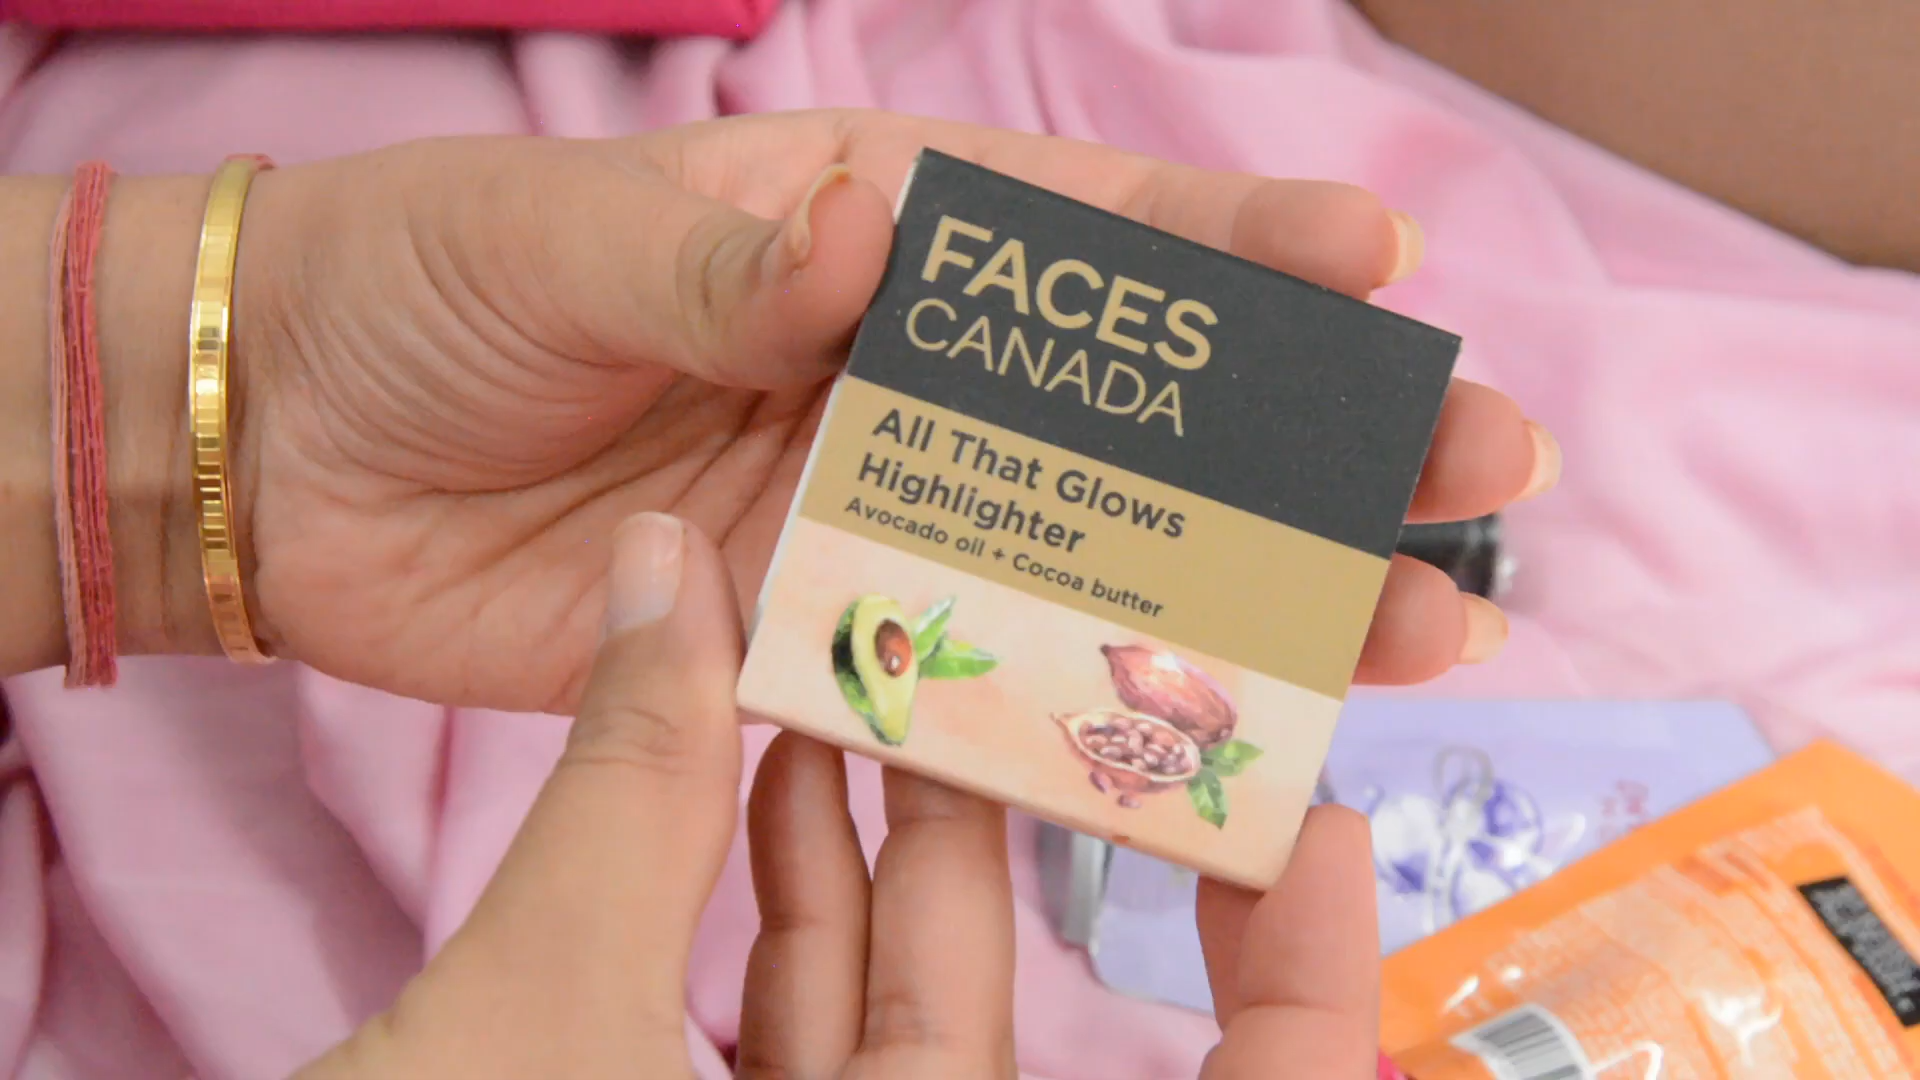 FACES
CANADA
All That Glows
Highlighter
Avocado oil + Cocoa butter